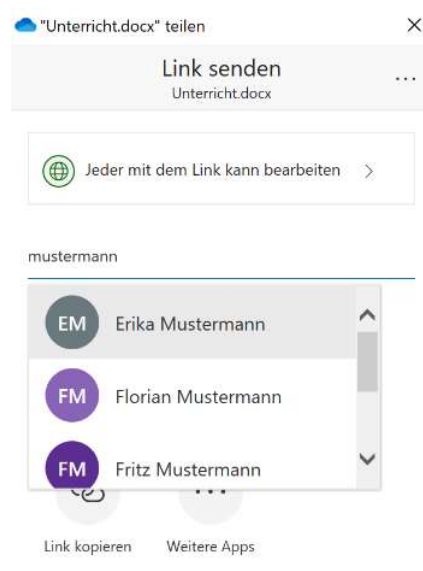 "Unterricht.docx" teilen
Link senden
Unterricht.docx
Jeder mit dem Link kann bearbeiten
mustermann
EM Erika Mustermann
FM Florian Mustermann
FM Fritz Mustermann
Link kopieren Weitere Apps